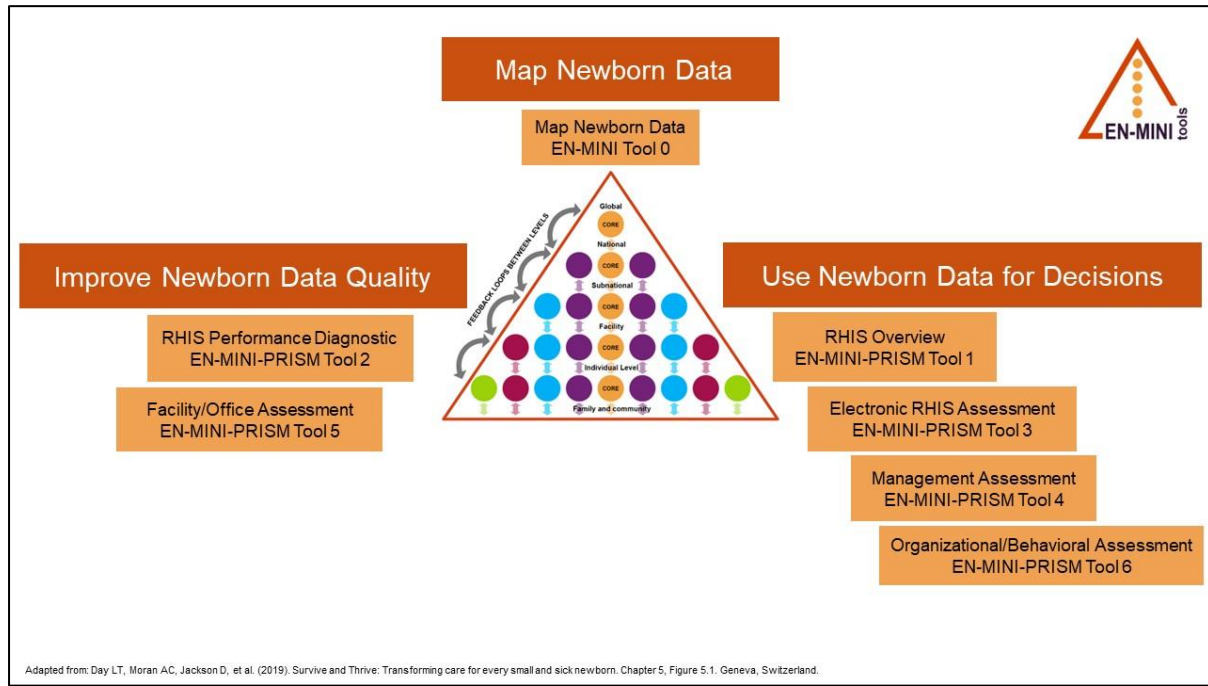 Map Newborn Data
EN-MINI
tools
Map Newborn Data
EN-MINI Tool 0
FEEDBACK LOOPS BETWEEN LEVELS
Global
CORE
National
CORE
Subnational
CORE
Facility
CORE
Individual Level
CORE
Family and community
Improve Newborn Data Quality
RHIS Performance Diagnostic
EN-MINI-PRISM Tool 2
Facility/Office Assessment
EN-MINI-PRISM Tool 5
Use Newborn Data for Decisions
RHIS Overview
EN-MINI-PRISM Tool 1
Electronic RHIS Assessment
EN-MINI-PRISM Tool 3
Management Assessment
EN-MINI-PRISM Tool 4
Organizational/Behavioral Assessment
EN-MINI-PRISM Tool 6
Adapted from: Day LT, Moran AC, Jackson D, et al. (2019). Survive and Thrive: Transforming care for every small and sick newborn. Chapter 5, Figure 5.1. Geneva, Switzerland.